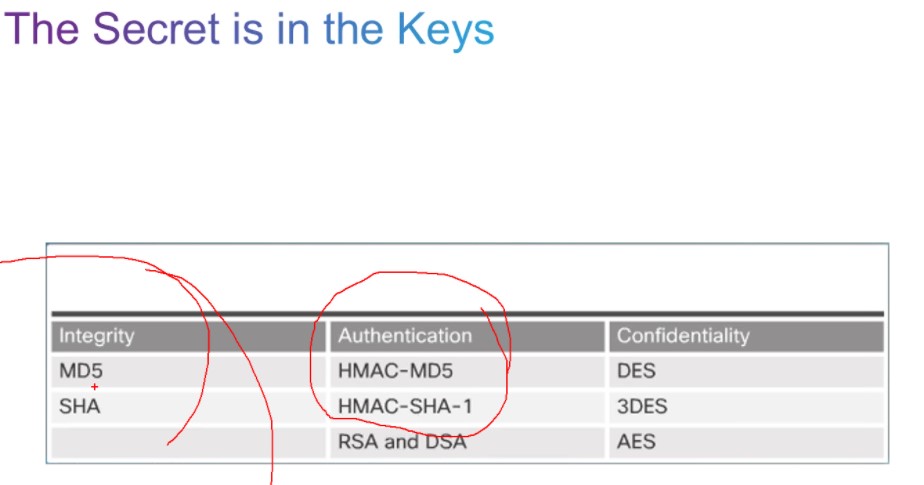 The Secret is in the Keys
Integrity Authentication Confidentiality
MD5 HMAC-MD5 DES
SHA HMAC-SHA-1 3DES
RSA and DSA AES